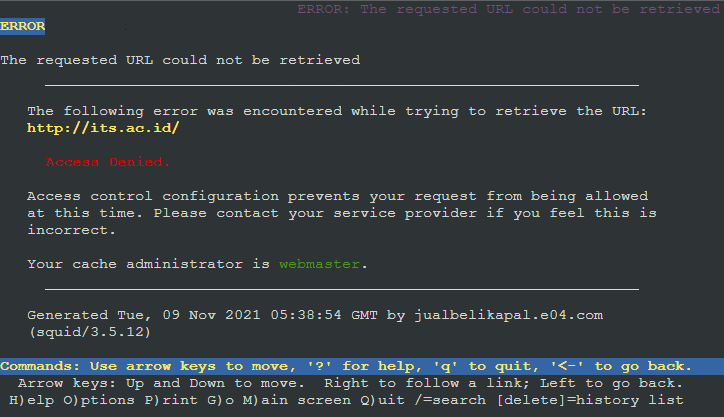 ERROR: The requested URL could not be retrieved
ERROR
The requested URL could not be retrieved
The following error was encountered while trying to retrieve the URL:
http://its.ac.id/
Access Denied.
Access control configuration prevents your request from being allowed
at this time. Please contact your service provider if you feel this is
incorrect.
Your cache administrator is webmaster.
Generated Tue, 09 Nov 2021 05:38:54 GMT by jualbelikapal.e04.com
(squid/3.5.12)
Commands: Use arrow keys to move, '?' for help, 'q' to quit, '<-' to go back.
Arrow keys: Up and Down to move.  Right to follow a link; Left to go back.
H)elp O)ptions P)rint G)o M)ain screen Q)uit /=search [delete]=history list